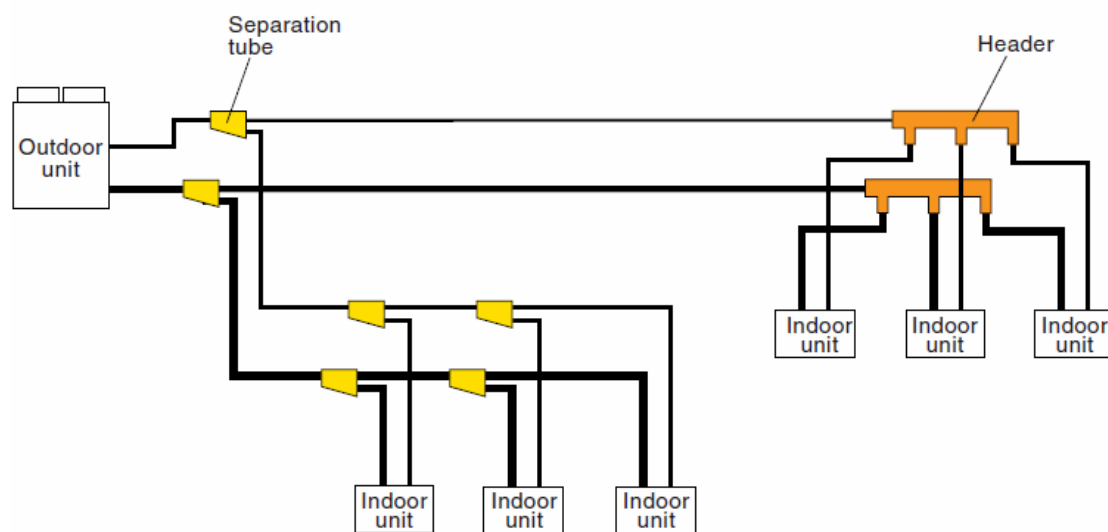 Separation
tube
Header
Outdoor
unit
Indoor
unit
Indoor
unit
Indoor
unit
Indoor
unit
Indoor
unit
Indoor
unit